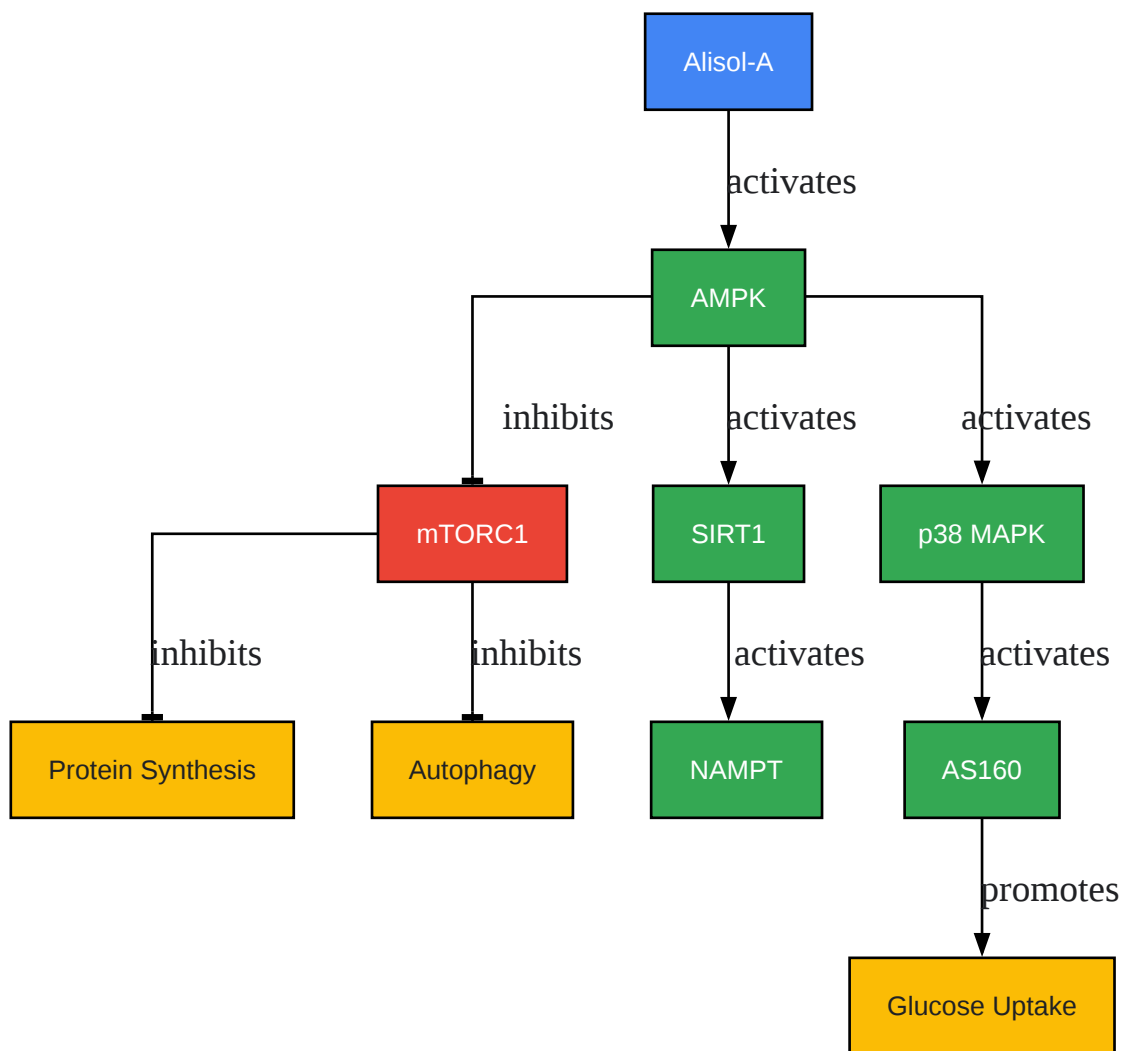 Alisol-A
activates
AMPK
inhibits
activates
activates
mTORC1
SIRT1
p38 MAPK
inhibits
inhibits
activates
activates
Protein Synthesis
Autophagy
NAMPT
AS160
promotes
Glucose Uptake